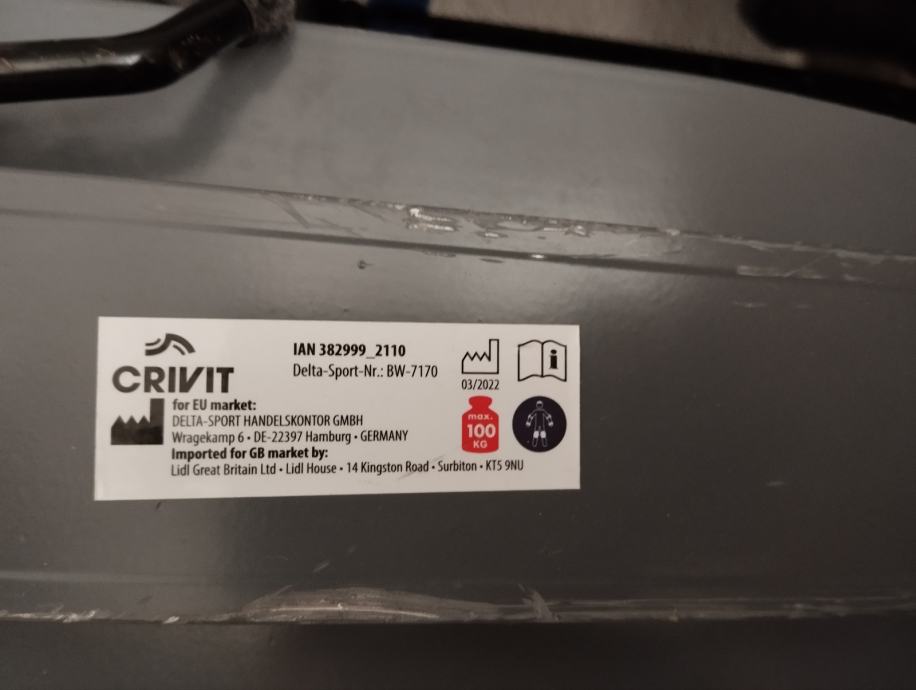 CRIVIT
IAN 382999_2110
Delta-Sport-Nr.: BW-7170
03/2022
for EU market:
DELTA-SPORT HANDELSKONTOR GMBH
Wragekamp 6 • DE-22397 Hamburg • GERMANY
Imported for GB market by:
Lidl Great Britain Ltd • Lidl House • 14 Kingston Road • Surbiton • KT5 9NU
max.
100
KG